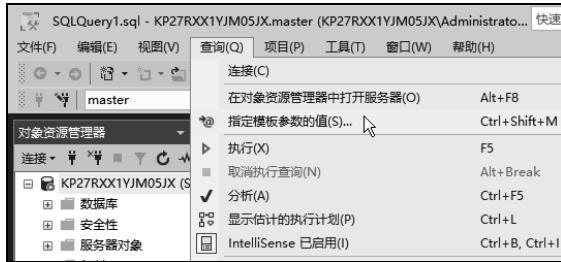 SQLQuery1.sql - KP27RXX1YJM05JX.master (KP27RXX1YJM05JX\Administrato... 快速
文件(F) 编辑(E) 视图(V) 查询(Q) 项目(P) 工具(T) 窗口(W) 帮助(H)
连接(C)
master
在对象资源管理器中打开服务器(O) Alt+F8
指定模板参数的值(S)... Ctrl+Shift+M
对象资源管理器
执行(X) F5
连接
取消执行查询(N) Alt+Break
KP27RXX1YJM05JX (S
分析(A) Ctrl+F5
数据库
显示估计的执行计划(P) Ctrl+L
安全性
IntelliSense 已启用(I) Ctrl+B, Ctrl+I
服务器对象